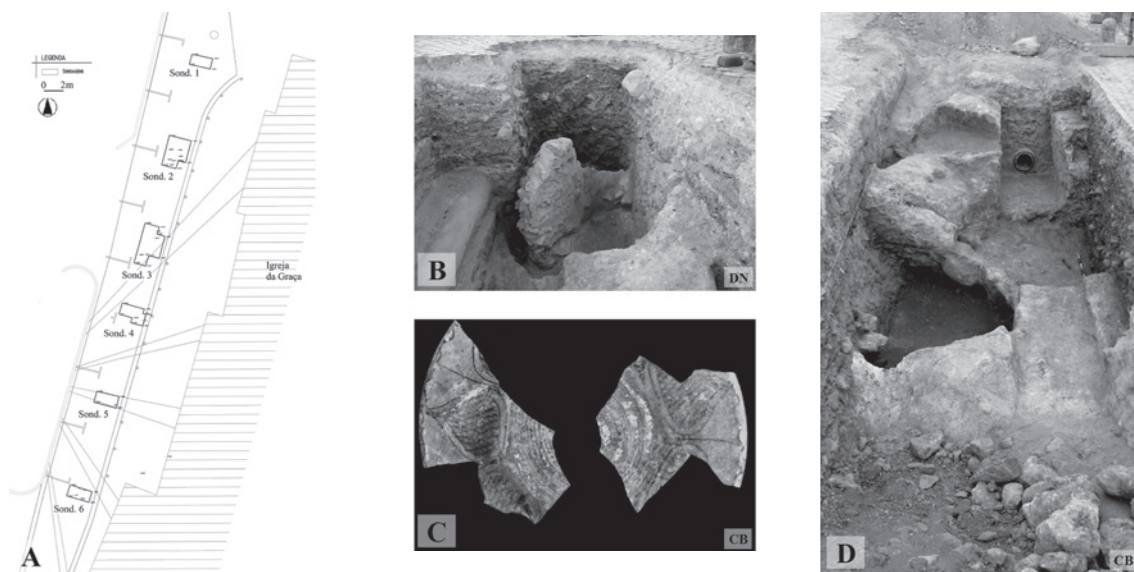 LEGENDA
SONDAGENS
0 2m
Sond. 1
Sond. 2
Sond. 3
Igreja
da Graça
Sond. 4
Sond. 5
Sond. 6
A
B
DN
C
CB
D
CB